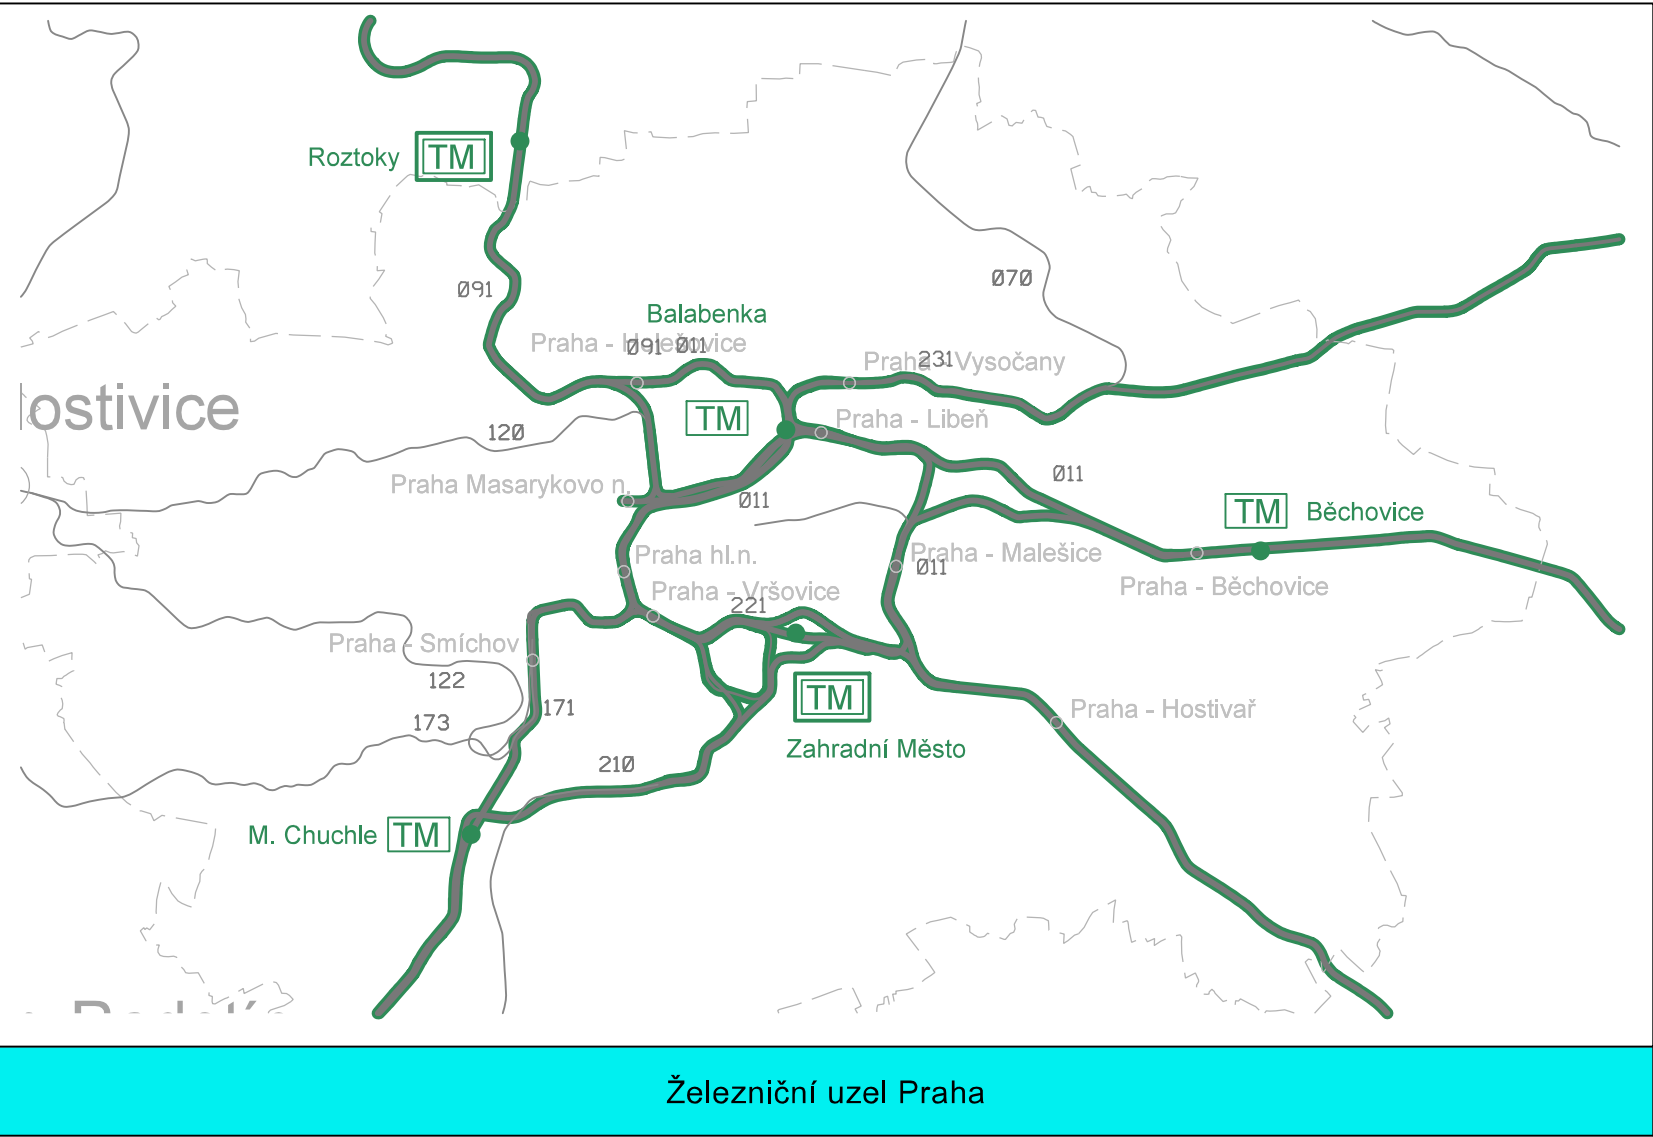 Roztoky TM
091
070
Balabenka
Praha - Holešovice
091 011
Praha - Vysočany
231
ostivice
TM
Praha - Libeň
120
011
Praha Masarykovo n.
011
TM Běchovice
Praha hl.n.
Praha - Malešice
011
Praha - Běchovice
Praha - Vršovice
221
Praha - Smíchov
122
TM
171
Praha - Hostivař
173
Zahradní Město
210
M. Chuchle TM
Železniční uzel Praha